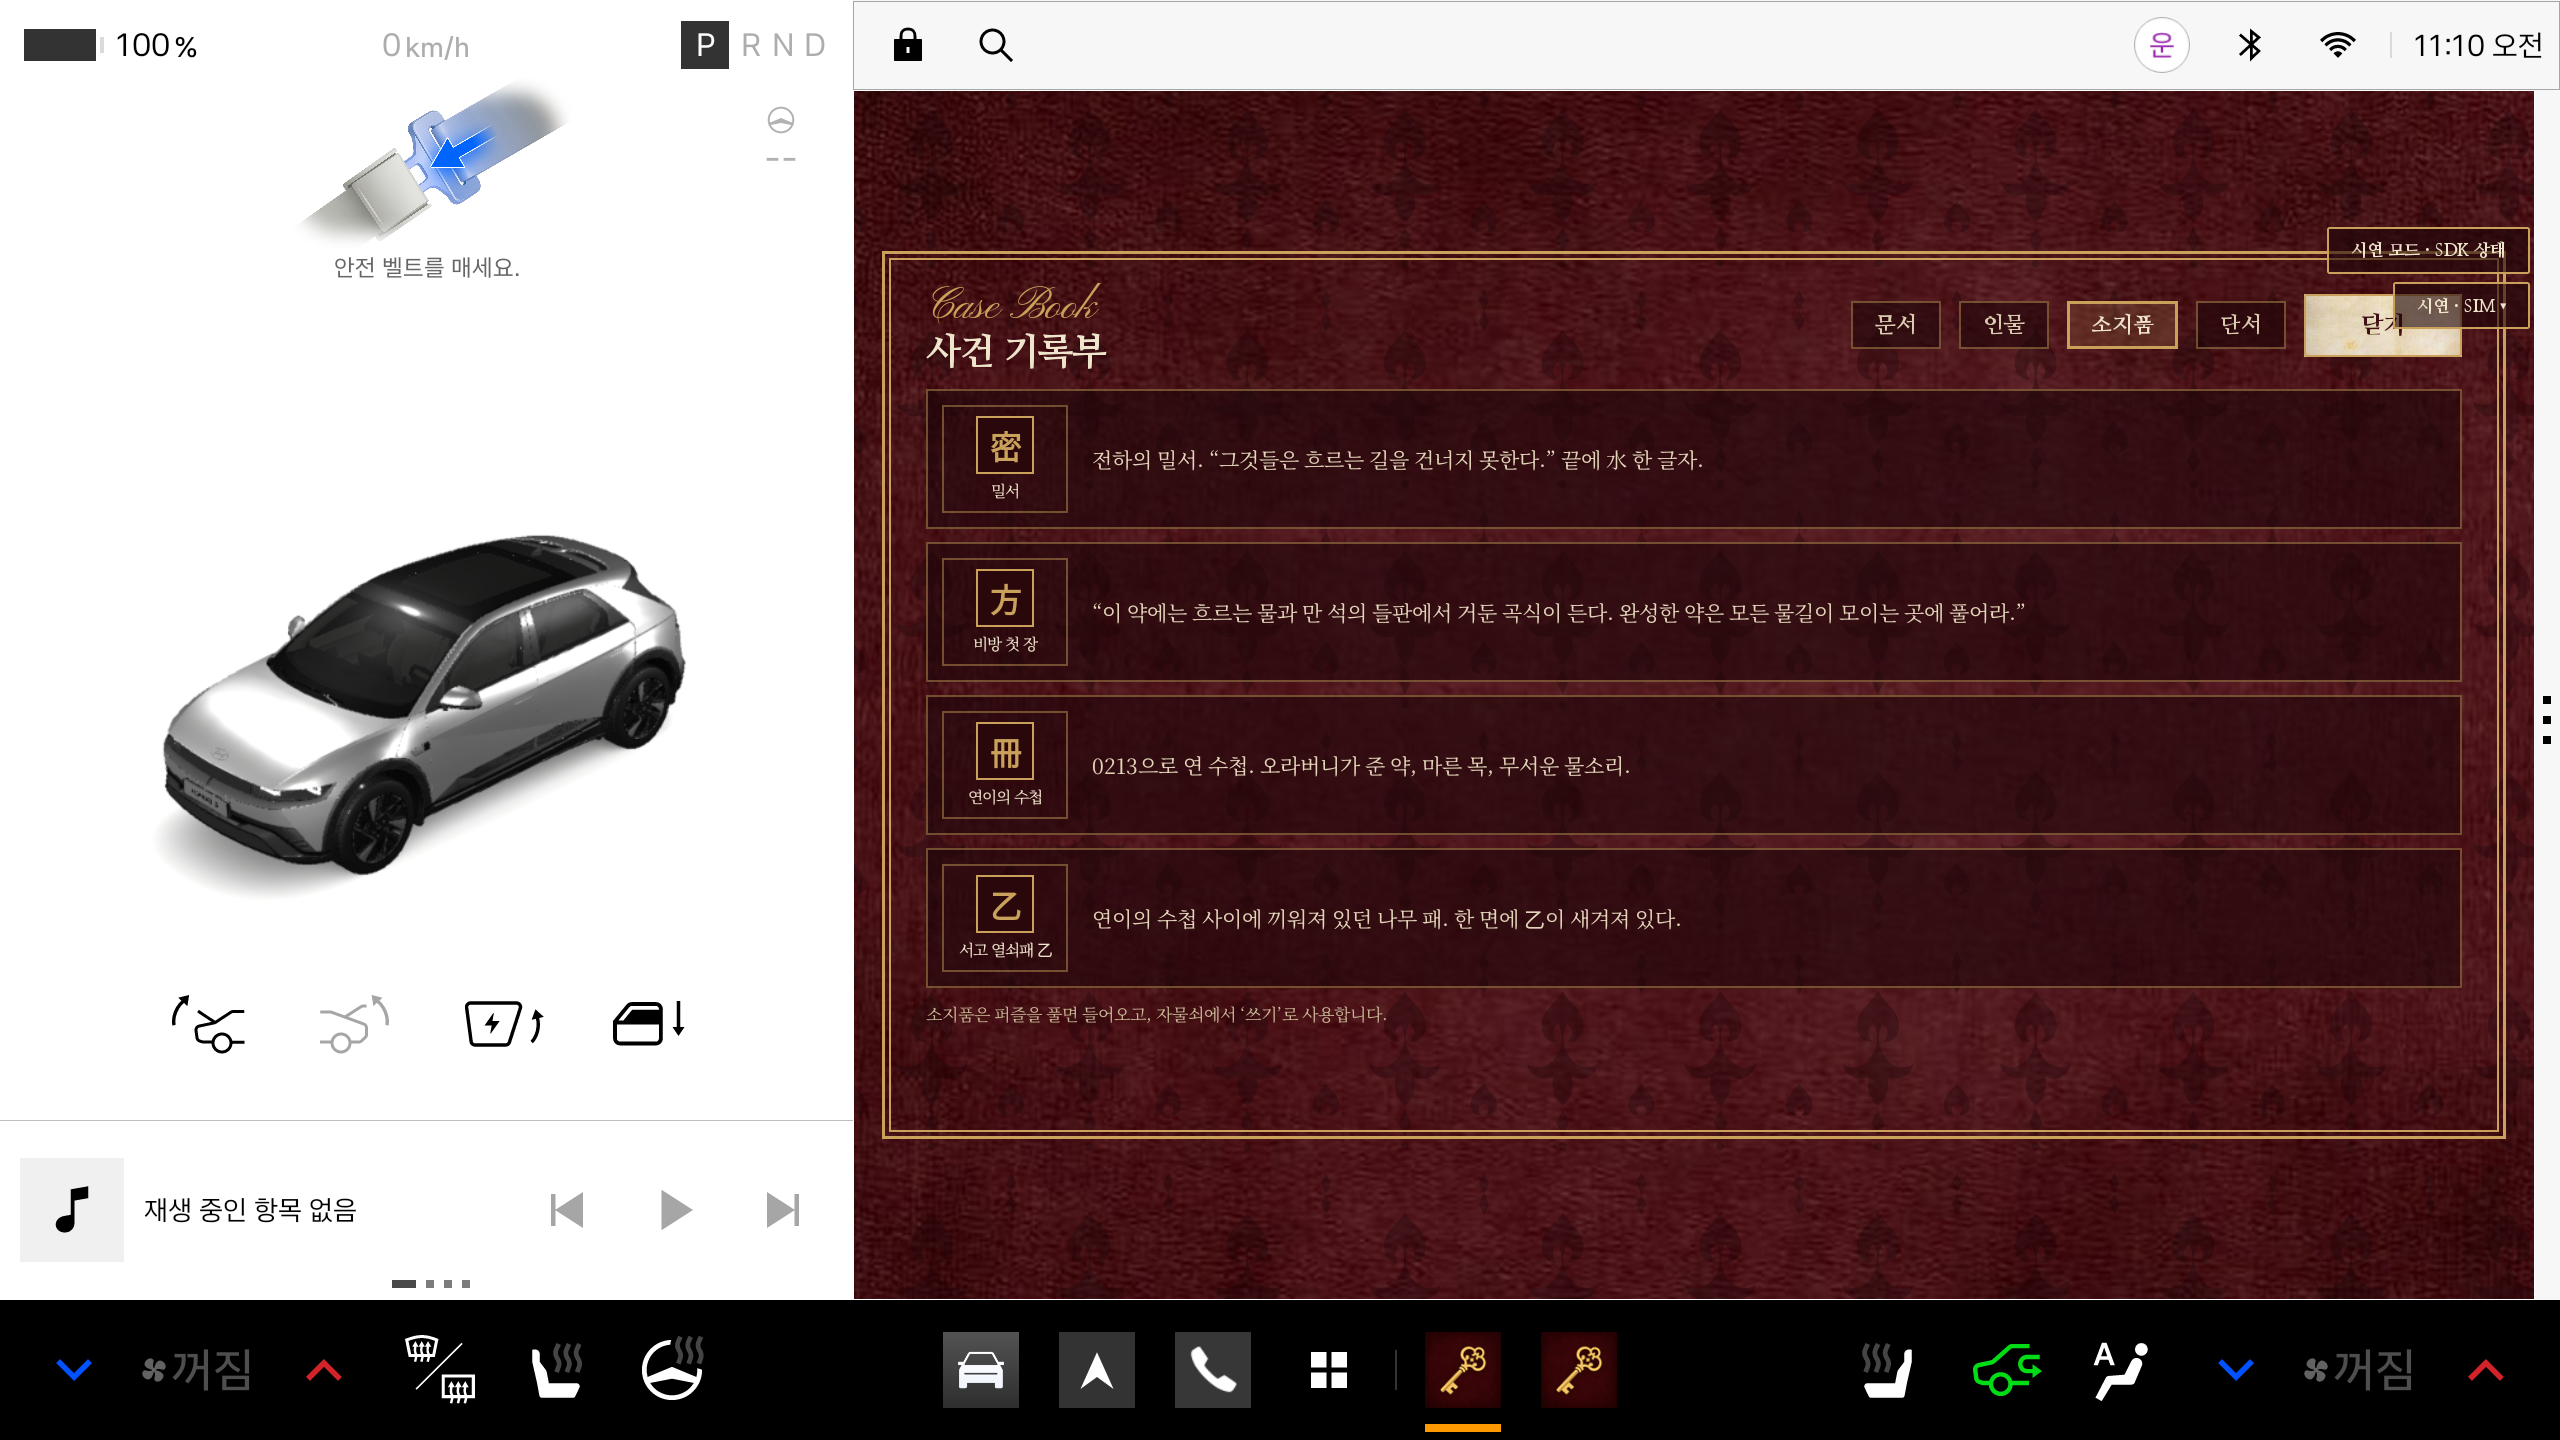 100%
0 km/h
P R N D
운
11:10 오전
안전 벨트를 매세요.
시연 모드 · SDK 상태
시연 · SIM
Case Book
사건 기록부
문서
인물
소지품
단서
密
밀서
전하의 밀서. “그것들은 흐르는 길을 건너지 못한다.” 끝에 水 한 글자.
方
비방 첫 장
“이 약에는 흐르는 물과 만 석의 들판에서 거둔 곡식이 든다. 완성한 약은 모든 물길이 모이는 곳에 풀어라.”
冊
연이의 수첩
0213으로 연 수첩. 오라버니가 준 약, 마른 목, 무서운 물소리.
乙
서고 열쇠패 乙
연이의 수첩 사이에 끼워져 있던 나무 패. 한 면에 乙이 새겨져 있다.
소지품은 퍼즐을 풀면 들어오고, 자물쇠에서 ‘쓰기’로 사용합니다.
재생 중인 항목 없음
꺼짐
A
꺼짐